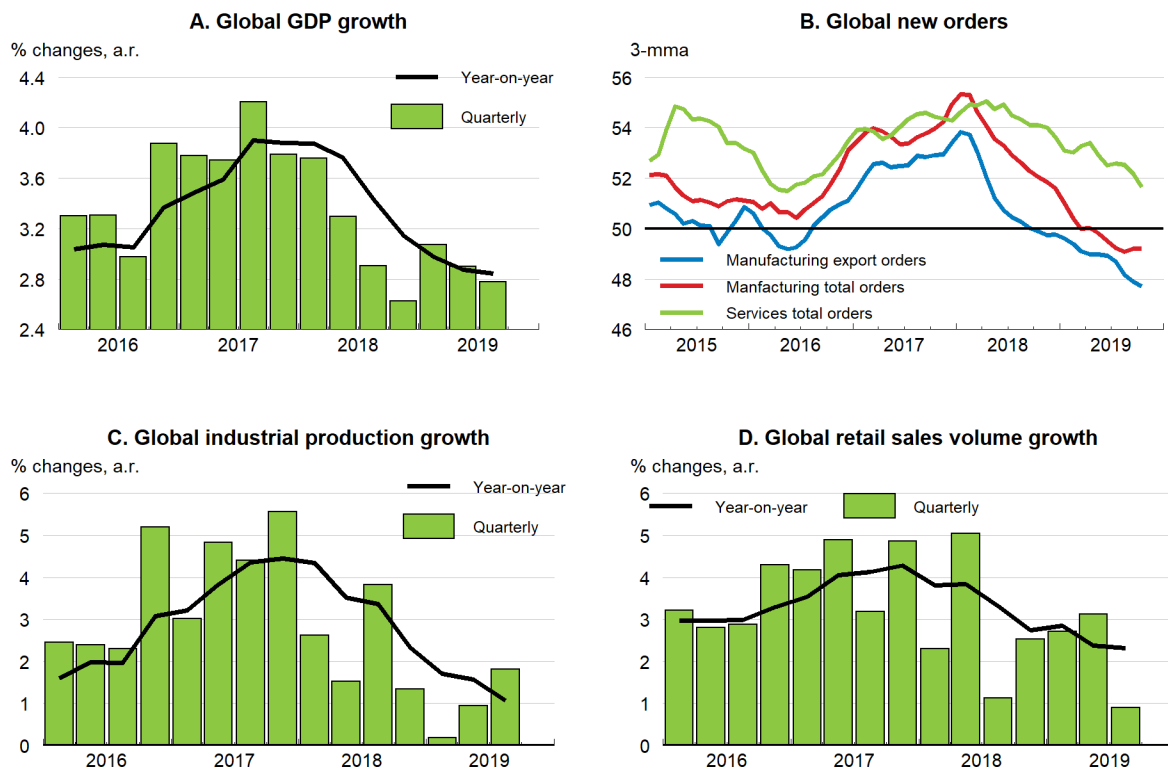 A. Global GDP growth
% changes, a.r.
4.4
4.0
3.6
3.2
2.8
2.4
Year-on-year
Quarterly
2016 2017 2018 2019
B. Global new orders
3-mma
56
54
52
50
48
46
Manufacturing export orders
Manfacturing total orders
Services total orders
2015 2016 2017 2018 2019
C. Global industrial production growth
% changes, a.r.
6
5
4
3
2
1
0
Year-on-year
Quarterly
2016 2017 2018 2019
D. Global retail sales volume growth
% changes, a.r.
6
5
4
3
2
1
0
Year-on-year Quarterly
2016 2017 2018 2019